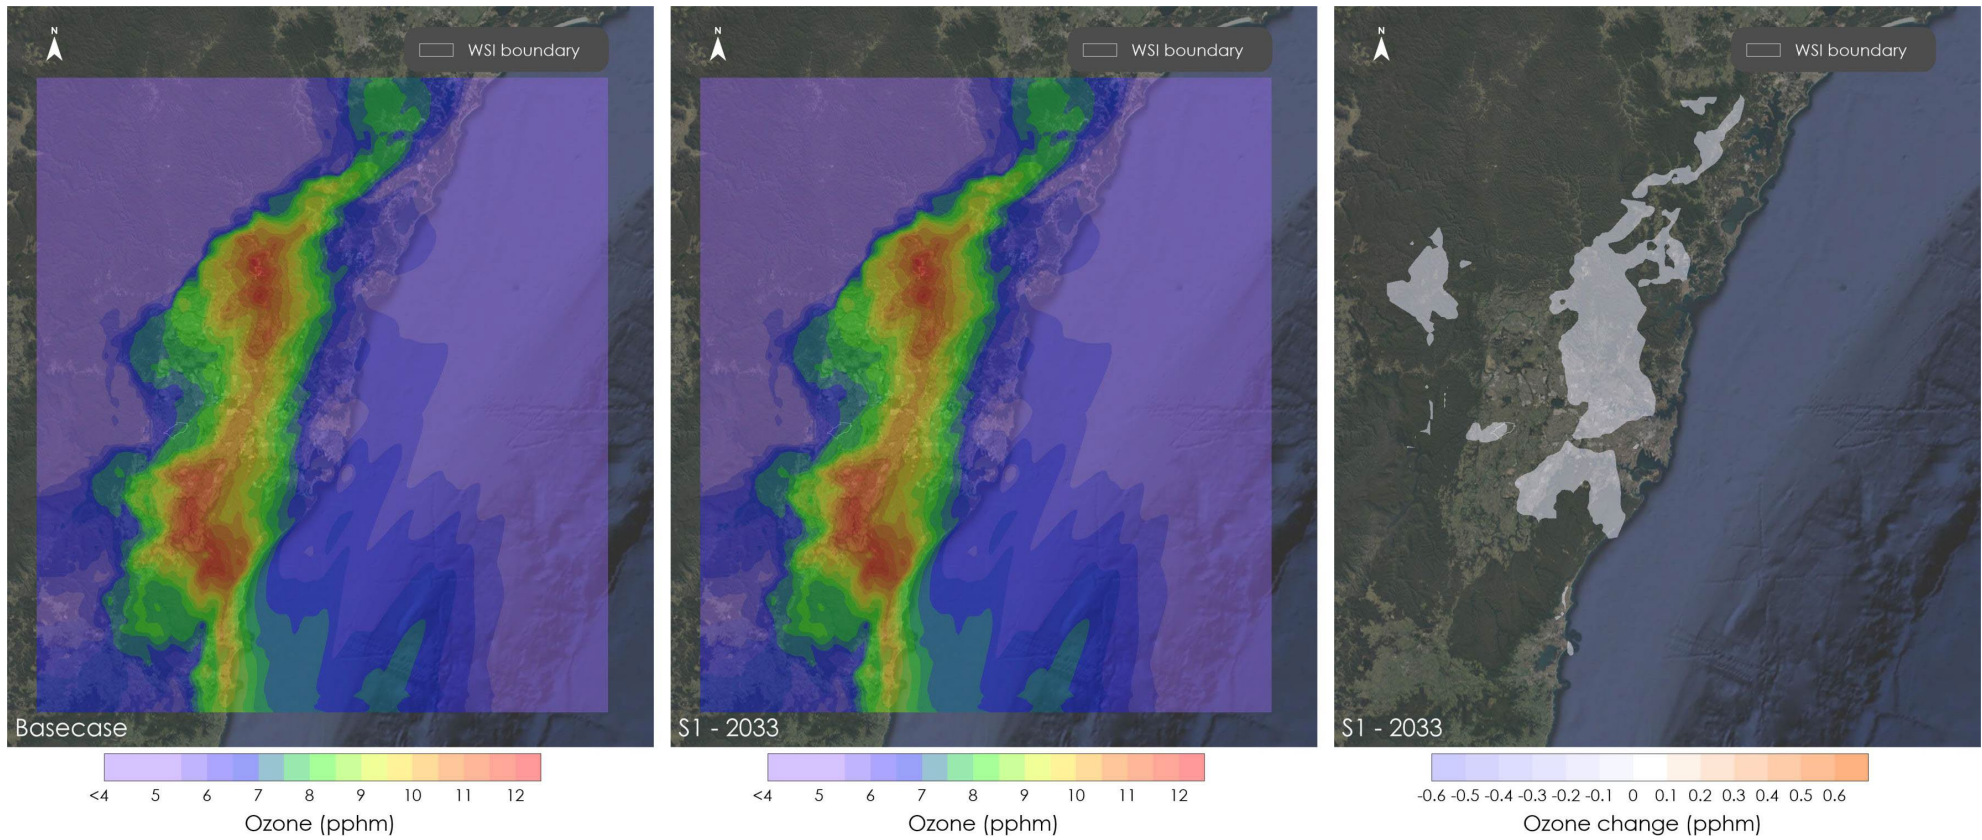 N
WSI boundary
Basecase
<4 5 6 7 8 9 10 11 12
Ozone (pphm)
N
WSI boundary
S1 - 2033
<4 5 6 7 8 9 10 11 12
Ozone (pphm)
N
WSI boundary
S1 - 2033
-0.6 -0.5 -0.4 -0.3 -0.2 -0.1 0 0.1 0.2 0.3 0.4 0.5 0.6
Ozone change (pphm)